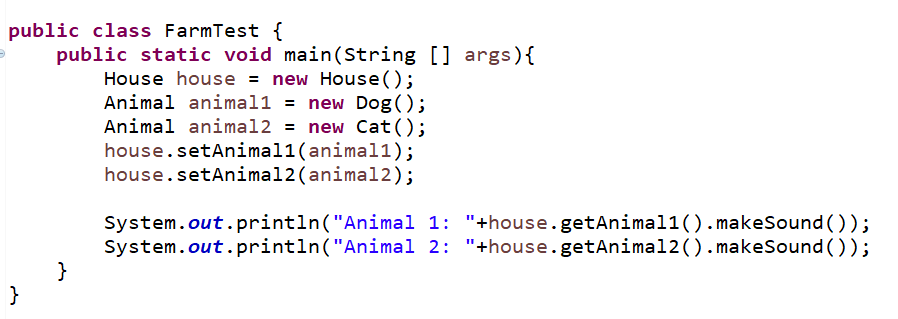 public class FarmTest {
public static void main(String [] args){
House house = new House();
Animal animal1 = new Dog();
Animal animal2 = new Cat();
house.setAnimal1(animal1);
house.setAnimal2(animal2);
System.out.println("Animal 1: "+house.getAnimal1().makeSound());
System.out.println("Animal 2: "+house.getAnimal2().makeSound());
}
}